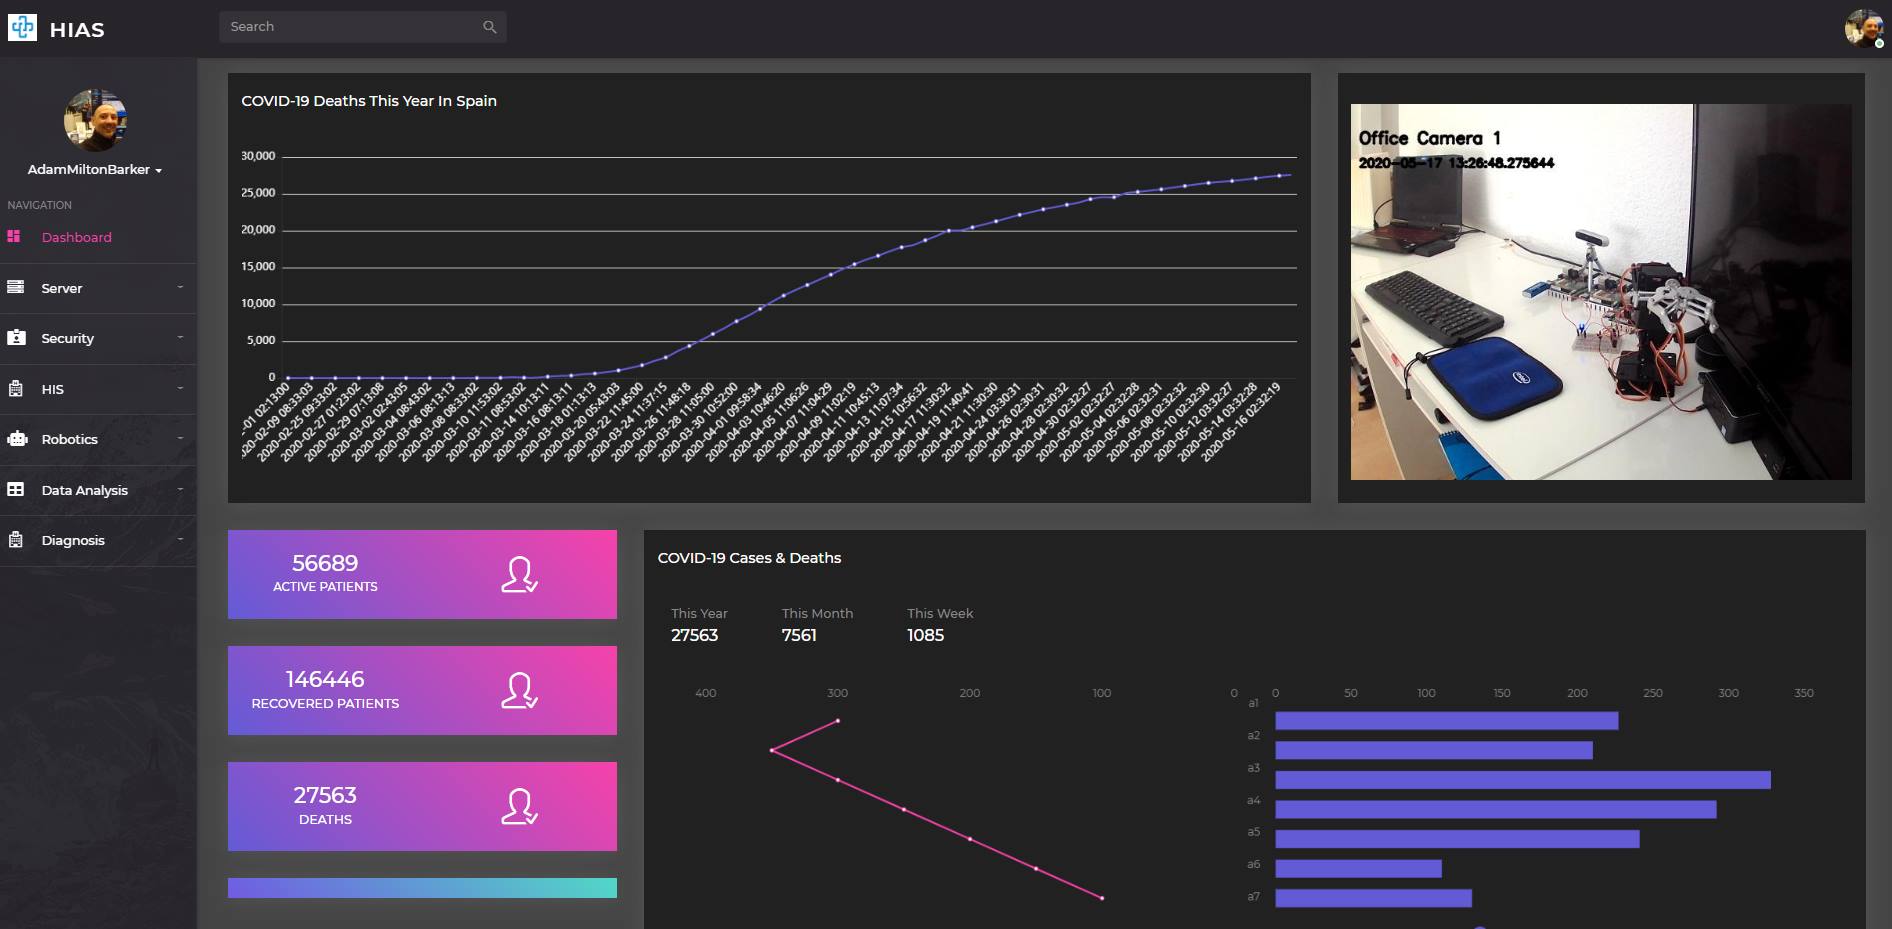 HIAS
Search
AdamMiltonBarker
NAVIGATION
Dashboard
Server
Security
HIS
Robotics
Data Analysis
Diagnosis
COVID-19 Deaths This Year In Spain
30,000
25,000
20,000
15,000
10,000
5,000
0
-01 02:13:00
2020-02-09 08:33:03
2020-02-25 09:33:02
2020-02-27 01:23:02
2020-02-29 07:13:09
2020-03-02 02:43:05
2020-03-04 08:43:02
2020-03-06 08:13:13
2020-03-08 08:33:02
2020-03-10 11:53:02
2020-03-11 08:53:02
2020-03-14 10:13:11
2020-03-16 08:13:11
2020-03-18 01:13:13
2020-03-20 05:43:03
2020-03-22 11:45:00
2020-03-24 11:37:15
2020-03-26 11:48:18
2020-03-28 11:05:00
2020-03-30 10:52:00
2020-04-01 09:58:34
2020-04-03 10:46:20
2020-04-05 11:06:26
2020-04-07 11:04:29
2020-04-09 11:02:19
2020-04-11 10:45:13
2020-04-13 11:07:34
2020-04-15 10:56:32
2020-04-17 11:30:32
2020-04-19 11:40:41
2020-04-21 11:30:30
2020-04-24 03:30:31
2020-04-26 02:30:31
2020-04-28 02:30:32
2020-04-30 02:32:27
2020-05-02 02:32:27
2020-05-04 02:32:28
2020-05-06 02:32:31
2020-05-08 02:32:32
2020-05-10 02:32:30
2020-05-12 03:32:27
2020-05-14 03:32:28
2020-05-16 02:32:19
Office Camera 1
2020-05-17 13:26:48.275644
intel
56689
ACTIVE PATIENTS
146446
RECOVERED PATIENTS
27563
DEATHS
COVID-19 Cases & Deaths
This Year This Month This Week
27563 7561 1085
400 300 200 100 0
0 50 100 150 200 250 300 350
a1
a2
a3
a4
a5
a6
a7